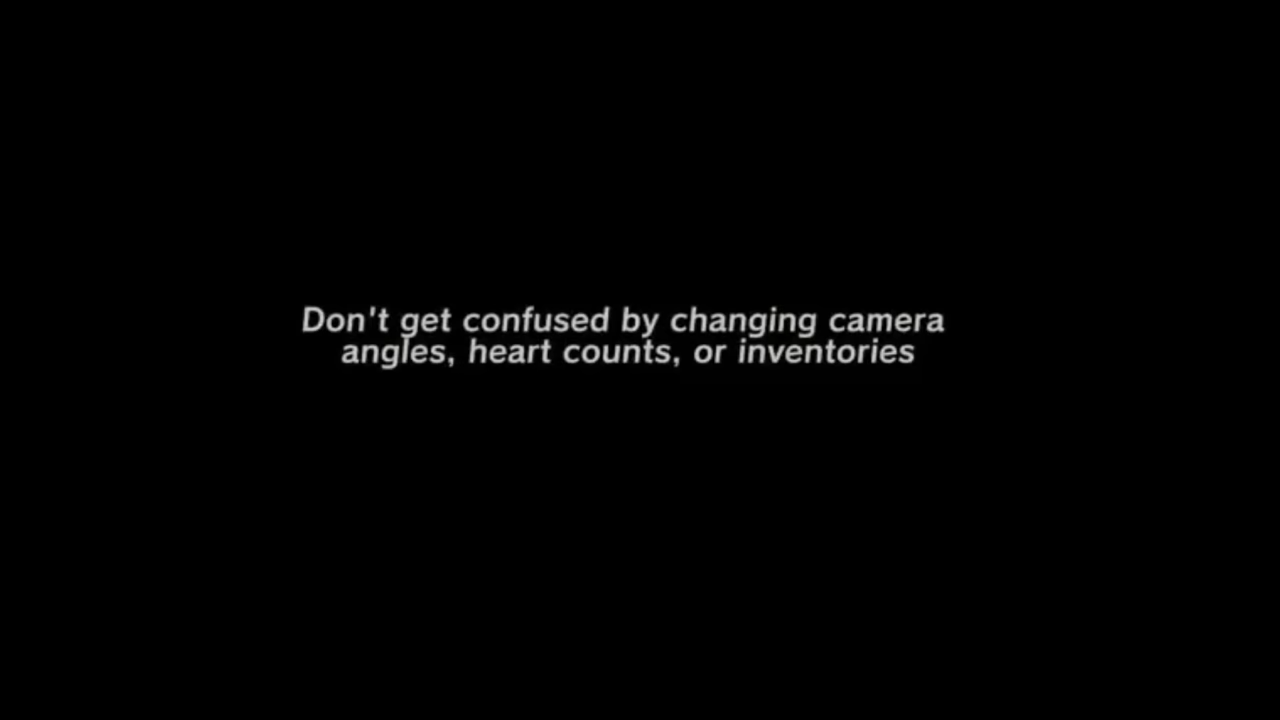 Don't get confused by changing camera
angles, heart counts, or inventories